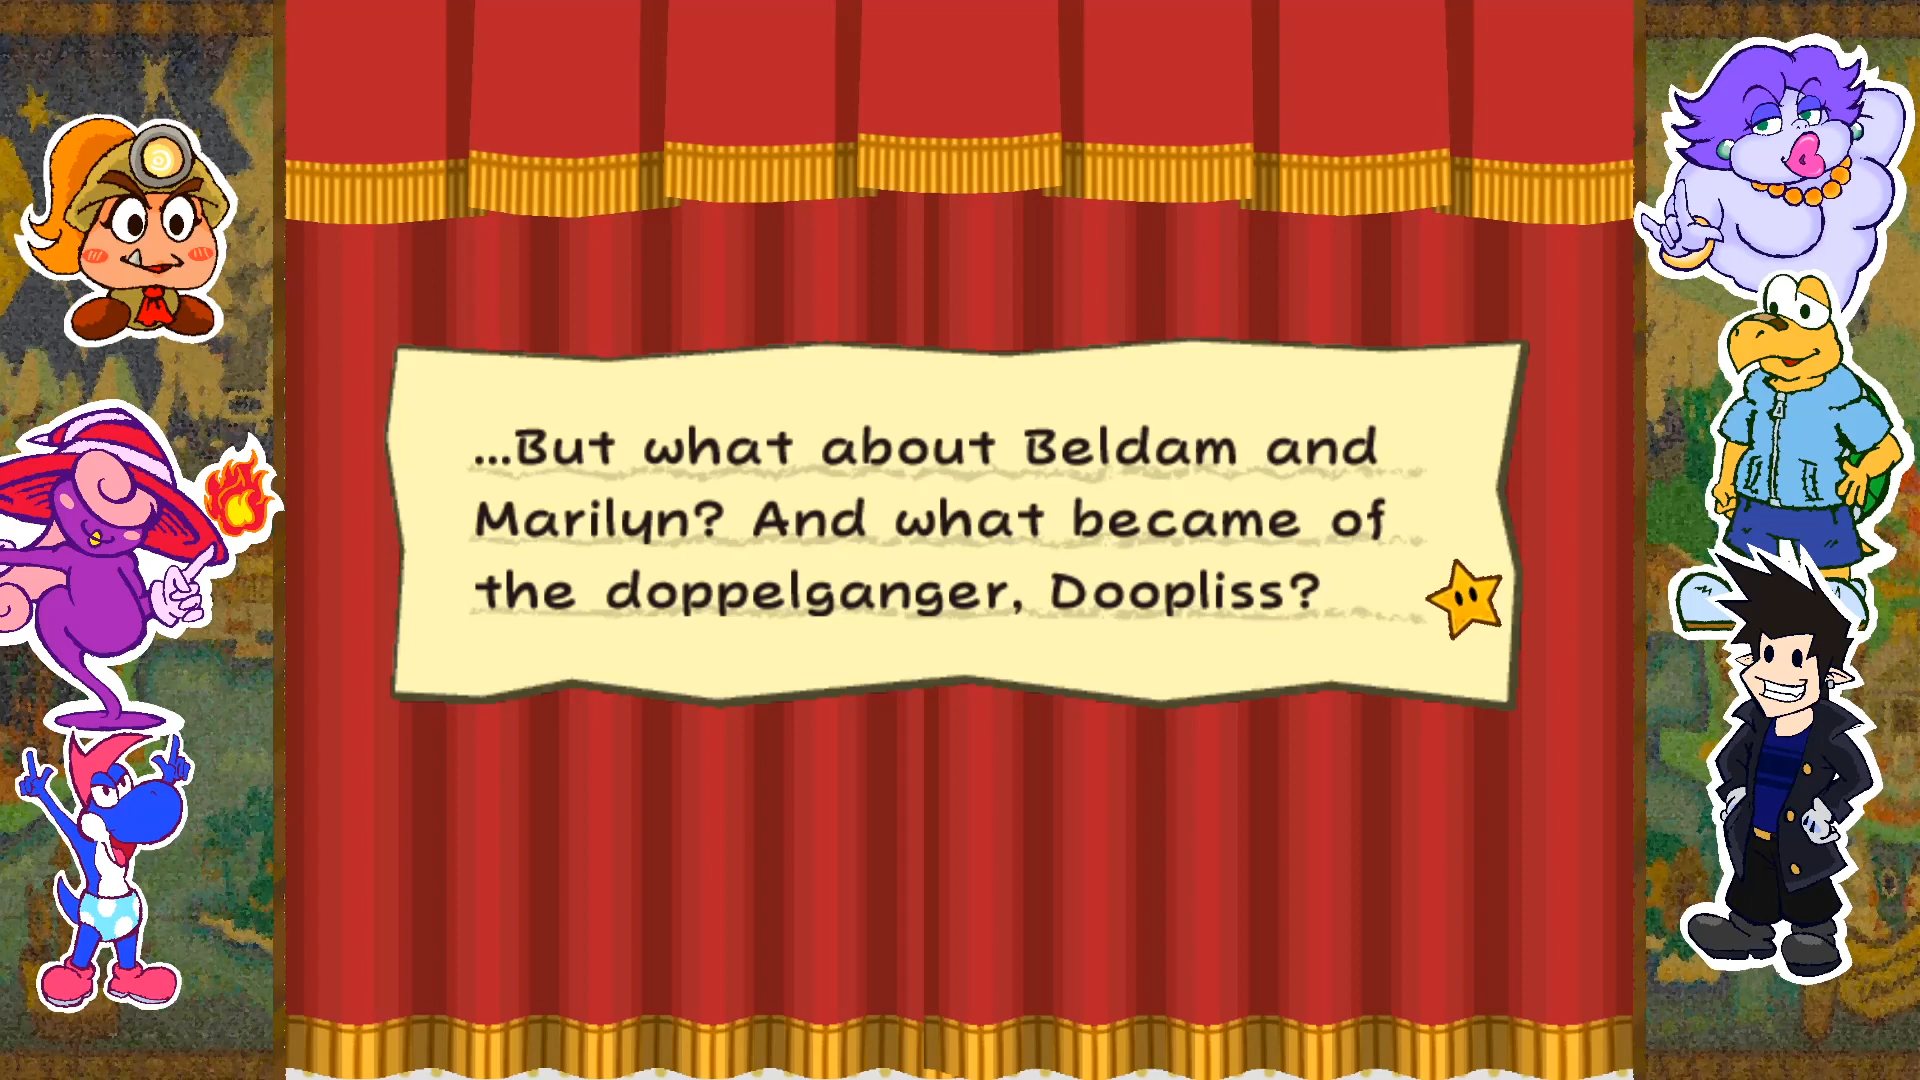 ...But what about Beldam and
Marilyn? And what became of
the doppelganger, Doopliss?